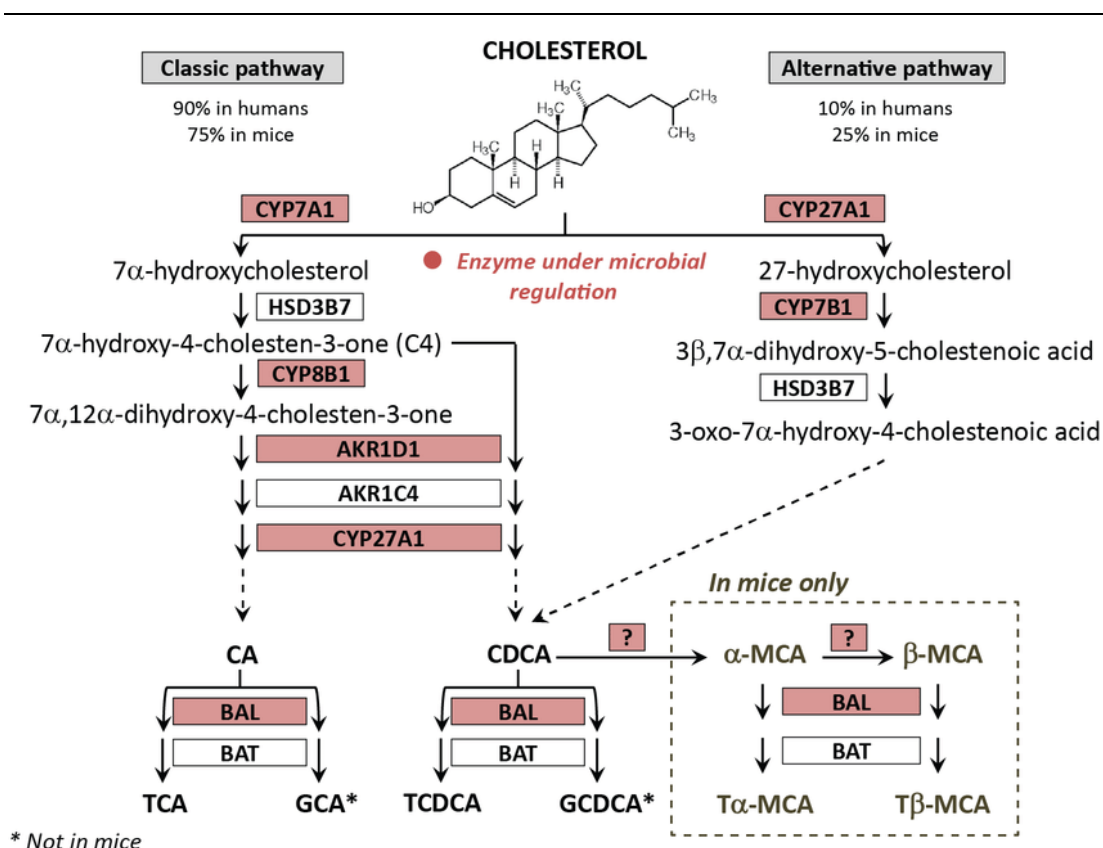 CHOLESTEROL
Classic pathway
90% in humans
75% in mice
Alternative pathway
10% in humans
25% in mice
H₃C
CH₃
H₃C
CH₃
H₃C
H
H
H
HO
CYP7A1
CYP27A1
Enzyme under microbial
regulation
7α-hydroxycholesterol
27-hydroxycholesterol
HSD3B7
CYP7B1
7α-hydroxy-4-cholesten-3-one (C4)
3β,7α-dihydroxy-5-cholestenoic acid
CYP8B1
HSD3B7
7α,12α-dihydroxy-4-cholesten-3-one
3-oxo-7α-hydroxy-4-cholestenoic acid
AKR1D1
AKR1C4
CYP27A1
In mice only
CA
CDCA
?
α-MCA
?
β-MCA
BAL
BAL
BAL
BAT
BAT
BAT
TCA
GCA*
TCDCA
GCDCA*
Tα-MCA
Tβ-MCA
* Not in mice